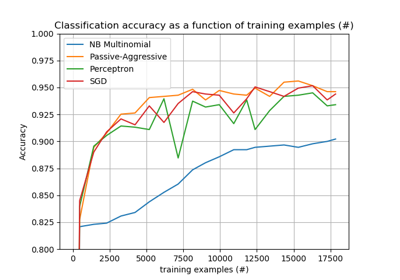 Classification accuracy as a function of training examples (#)
1.000
0.975
0.950
0.925
0.900
0.875
0.850
0.825
0.800
Accuracy
NB Multinomial
Passive-Aggressive
Perceptron
SGD
0 2500 5000 7500 10000 12500 15000 17500
training examples (#)